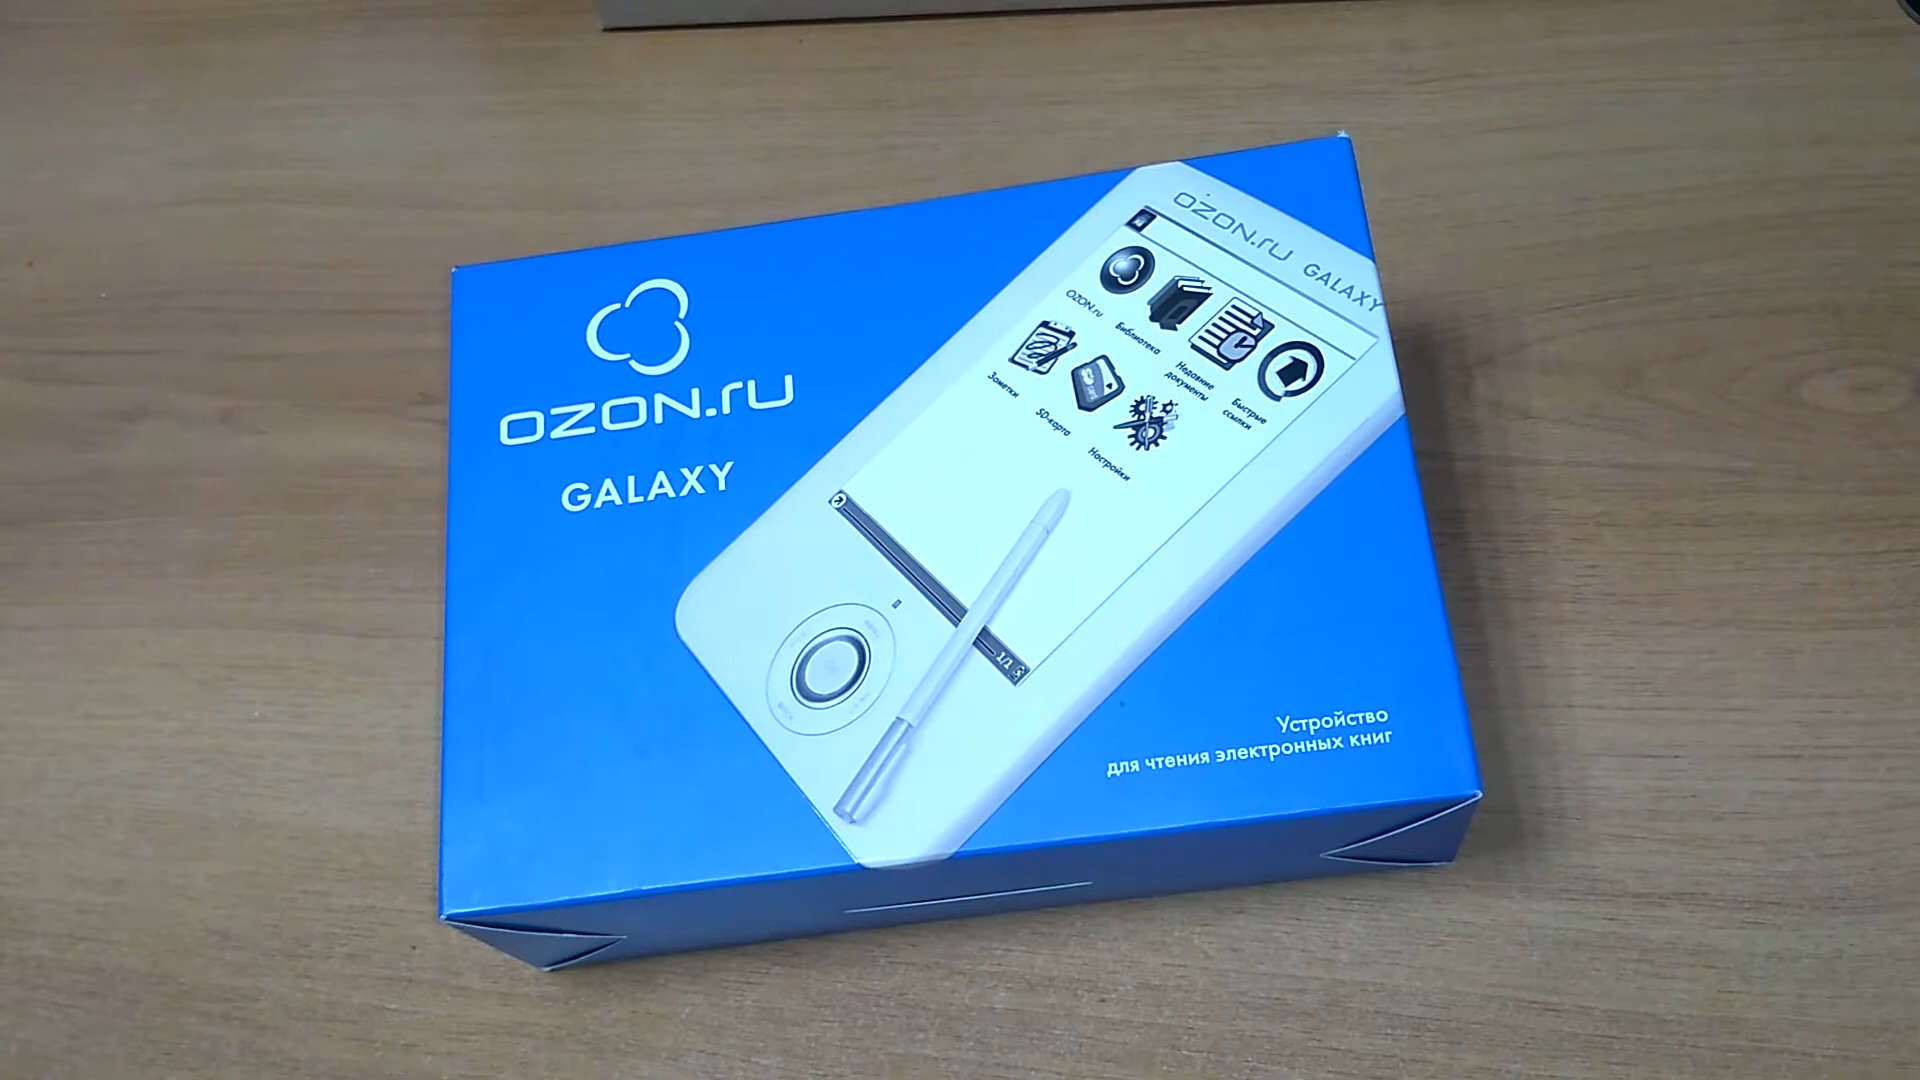 OZON.ru
GALAXY
OZON.ru GALAXY
OZON.ru
Библиотека
Недавние
документы
Быстрые
ссылки
Заметки
SD-карта
Настройки
1/1
Устройство
для чтения электронных книг